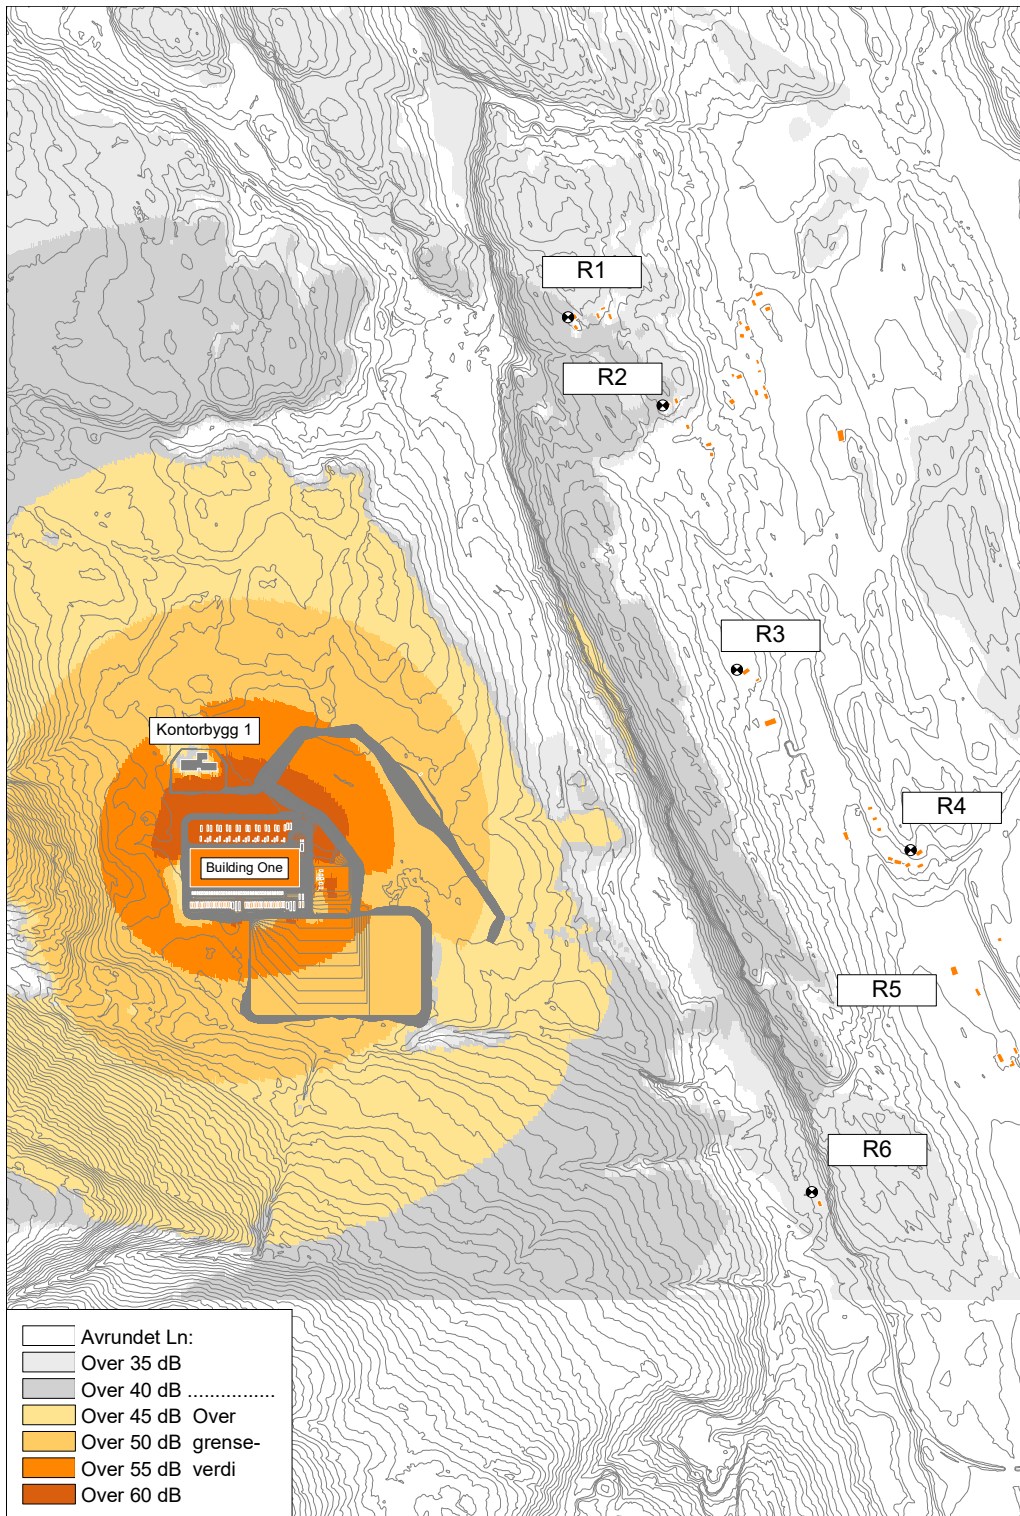 R1
R2
R3
Kontorbygg 1
R4
Building One
R5
R6
Avrundet Ln:
Over 35 dB
Over 40 dB ................
Over 45 dB Over
Over 50 dB grense-
Over 55 dB verdi
Over 60 dB